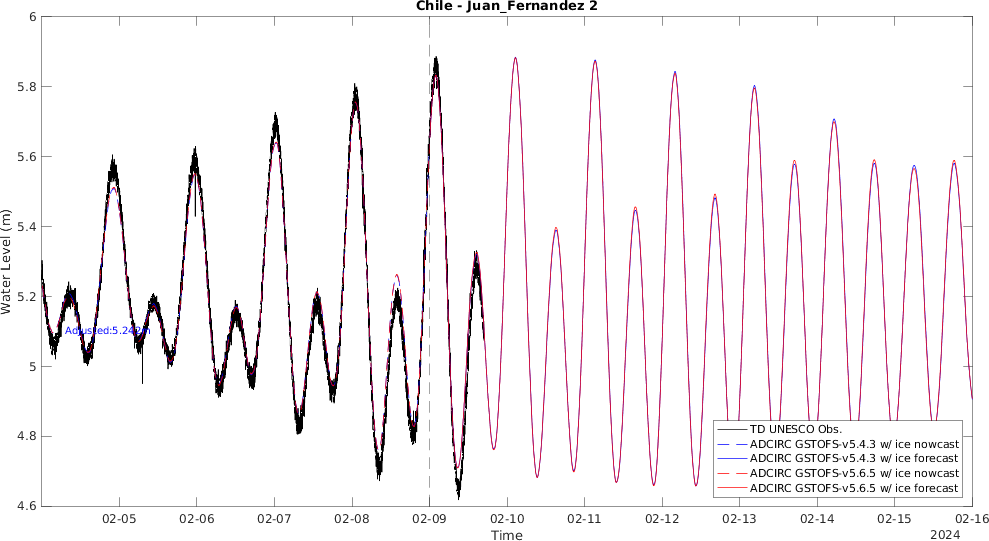 Chile - Juan_Fernandez 2
6
5.8
5.6
5.4
5.2
5
4.8
4.6
Water Level (m)
Adjusted:5.242m
02-05
02-06
02-07
02-08
02-09
02-10
02-11
02-12
02-13
02-14
02-15
02-16
Time
2024
TD UNESCO Obs.
ADCIRC GSTOFS-v5.4.3 w/ ice nowcast
ADCIRC GSTOFS-v5.4.3 w/ ice forecast
ADCIRC GSTOFS-v5.6.5 w/ ice nowcast
ADCIRC GSTOFS-v5.6.5 w/ ice forecast